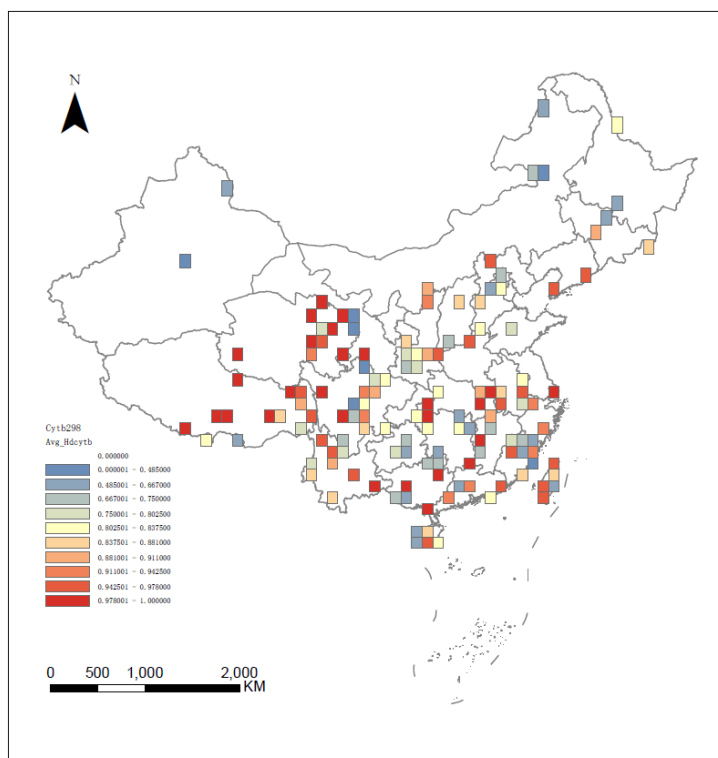 N
Cytb298
Avg_Hdcytb
0.000000
0.000001 - 0.485000
0.485001 - 0.667000
0.667001 - 0.750000
0.750001 - 0.802500
0.802501 - 0.837500
0.837501 - 0.881000
0.881001 - 0.911000
0.911001 - 0.942500
0.942501 - 0.978000
0.978001 - 1.000000
0 500 1,000 2,000
KM